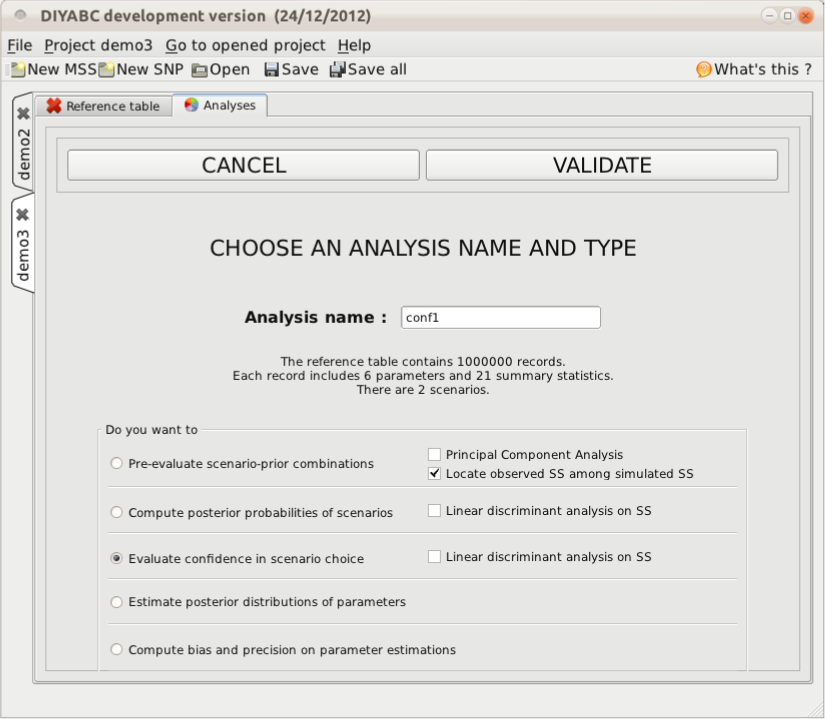 DIYABC development version (24/12/2012)
File Project demo3 Go to opened project Help
New MSS New SNP Open Save Save all What's this ?
demo2
demo3
Reference table Analyses
CANCEL VALIDATE
CHOOSE AN ANALYSIS NAME AND TYPE
Analysis name : conf1
The reference table contains 1000000 records.
Each record includes 6 parameters and 21 summary statistics.
There are 2 scenarios.
Do you want to
Pre-evaluate scenario-prior combinations
Principal Component Analysis
Locate observed SS among simulated SS
Compute posterior probabilities of scenarios Linear discriminant analysis on SS
Evaluate confidence in scenario choice Linear discriminant analysis on SS
Estimate posterior distributions of parameters
Compute bias and precision on parameter estimations